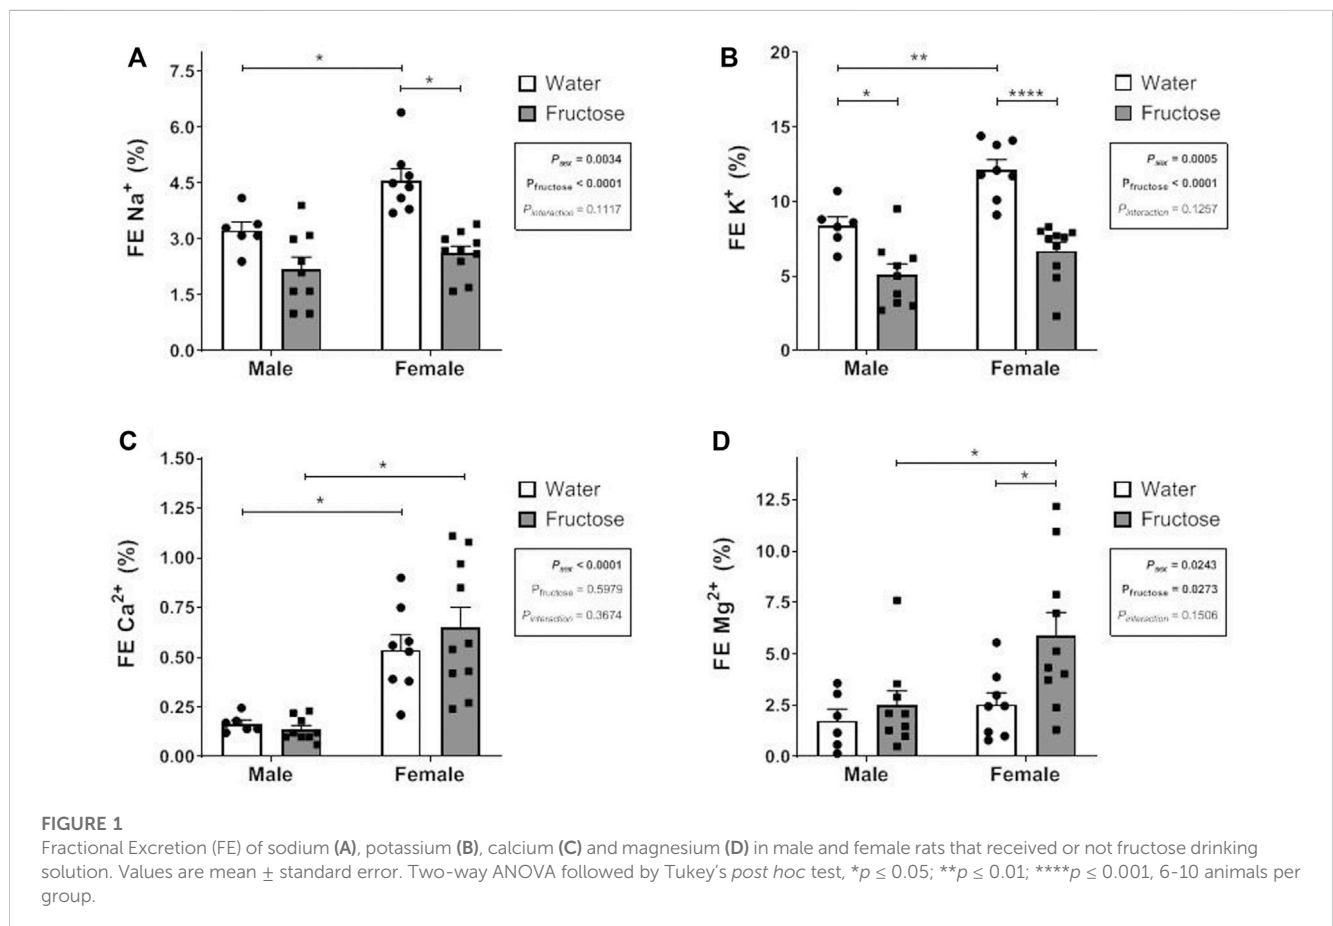 A
FE Na+ (%)
7.5
6.0
4.5
3.0
1.5
0.0
*
*
Water
Fructose
Psex = 0.0034
Pfructose < 0.0001
Pinteraction = 0.1117
Male
Female
B
FE K+ (%)
20
15
10
5
0
**
*
****
Water
Fructose
Psex = 0.0005
Pfructose < 0.0001
Pinteraction = 0.1257
Male
Female
C
FE Ca2+ (%)
1.50
1.25
1.00
0.75
0.50
0.25
0.00
*
*
Water
Fructose
Psex < 0.0001
Pfructose = 0.5979
Pinteraction = 0.3674
Male
Female
D
FE Mg2+ (%)
12.5
10.0
7.5
5.0
2.5
0.0
*
*
Water
Fructose
Psex = 0.0243
Pfructose = 0.0273
Pinteraction = 0.1506
Male
Female
FIGURE 1
Fractional Excretion (FE) of sodium (A), potassium (B), calcium (C) and magnesium (D) in male and female rats that received or not fructose drinking
solution. Values are mean ± standard error. Two-way ANOVA followed by Tukey's post hoc test, *p ≤ 0.05; **p ≤ 0.01; ****p ≤ 0.001, 6-10 animals per
group.